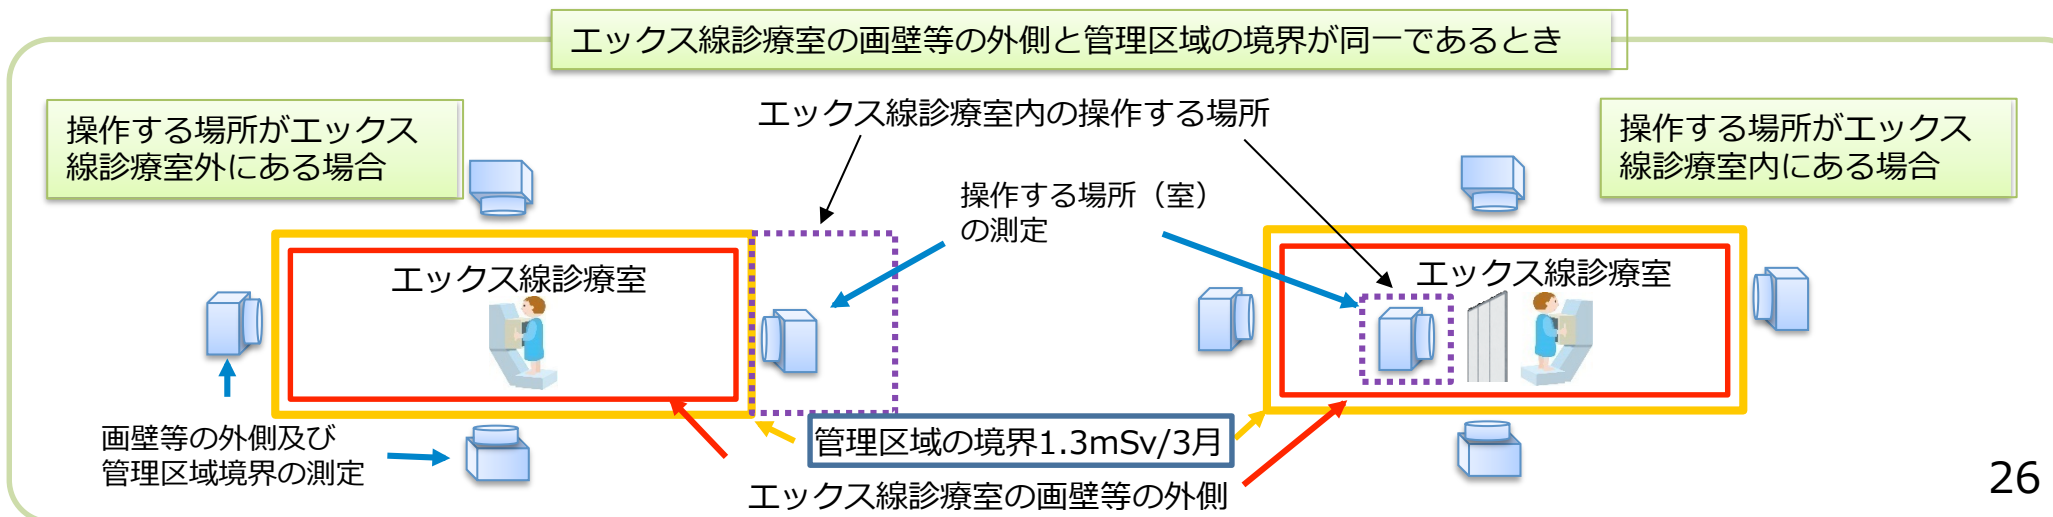 エックス線診療室の画壁等の外側と管理区域の境界が同一であるとき
操作する場所がエックス
線診療室外にある場合
エックス線診療室内の操作する場所
操作する場所がエックス
線診療室内にある場合
操作する場所（室）
の測定
エックス線診療室
エックス線診療室
画壁等の外側及び
管理区域境界の測定
管理区域の境界1.3mSv/3月
エックス線診療室の画壁等の外側
26